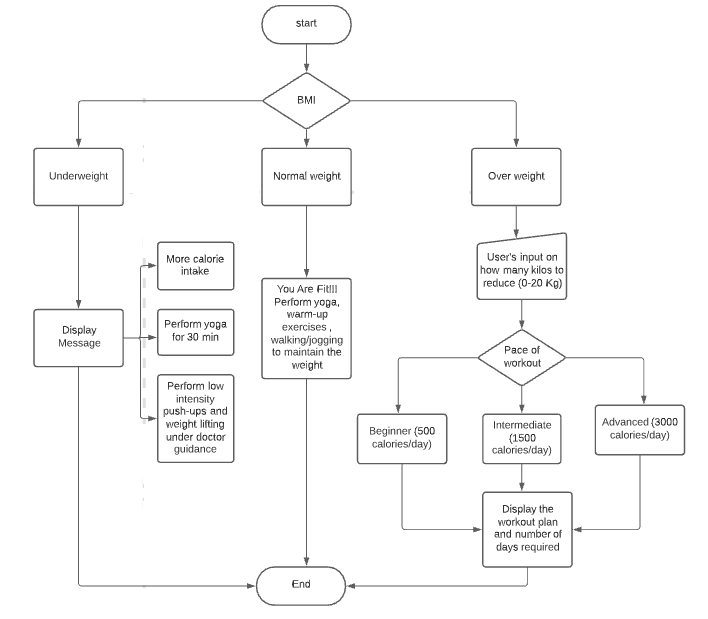 start
BMI
Underweight
Normal weight
Over weight
More calorie
intake
User's input on
how many kilos to
reduce (0-20 Kg)
You Are Fit!!!
Perform yoga,
warm-up
exercises ,
walking/jogging
to maintain the
weight
Display
Message
Perform yoga
for 30 min
Pace of
workout
Perform low
intensity
push-ups and
weight lifting
under doctor
guidance
Beginner (500
calories/day)
Intermediate
(1500
calories/day)
Advanced (3000
calories/day)
Display the
workout plan
and number of
days required
End